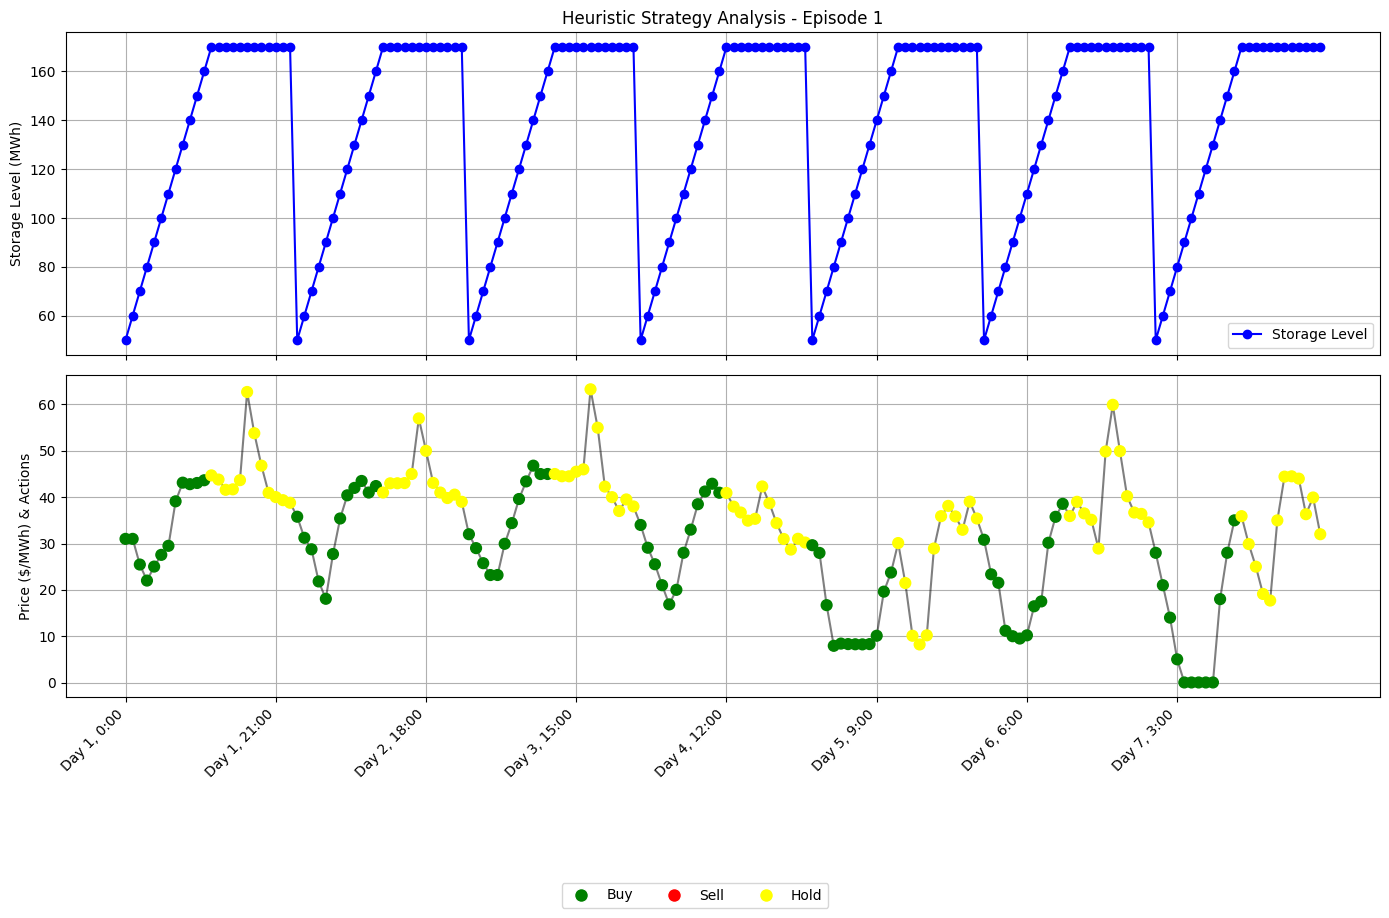 Heuristic Strategy Analysis - Episode 1
Storage Level (MWh)
160
140
120
100
80
60
Storage Level
Price ($/MWh) & Actions
60
50
40
30
20
10
0
Day 1, 0:00
Day 1, 21:00
Day 2, 18:00
Day 3, 15:00
Day 4, 12:00
Day 5, 9:00
Day 6, 6:00
Day 7, 3:00
Buy
Sell
Hold